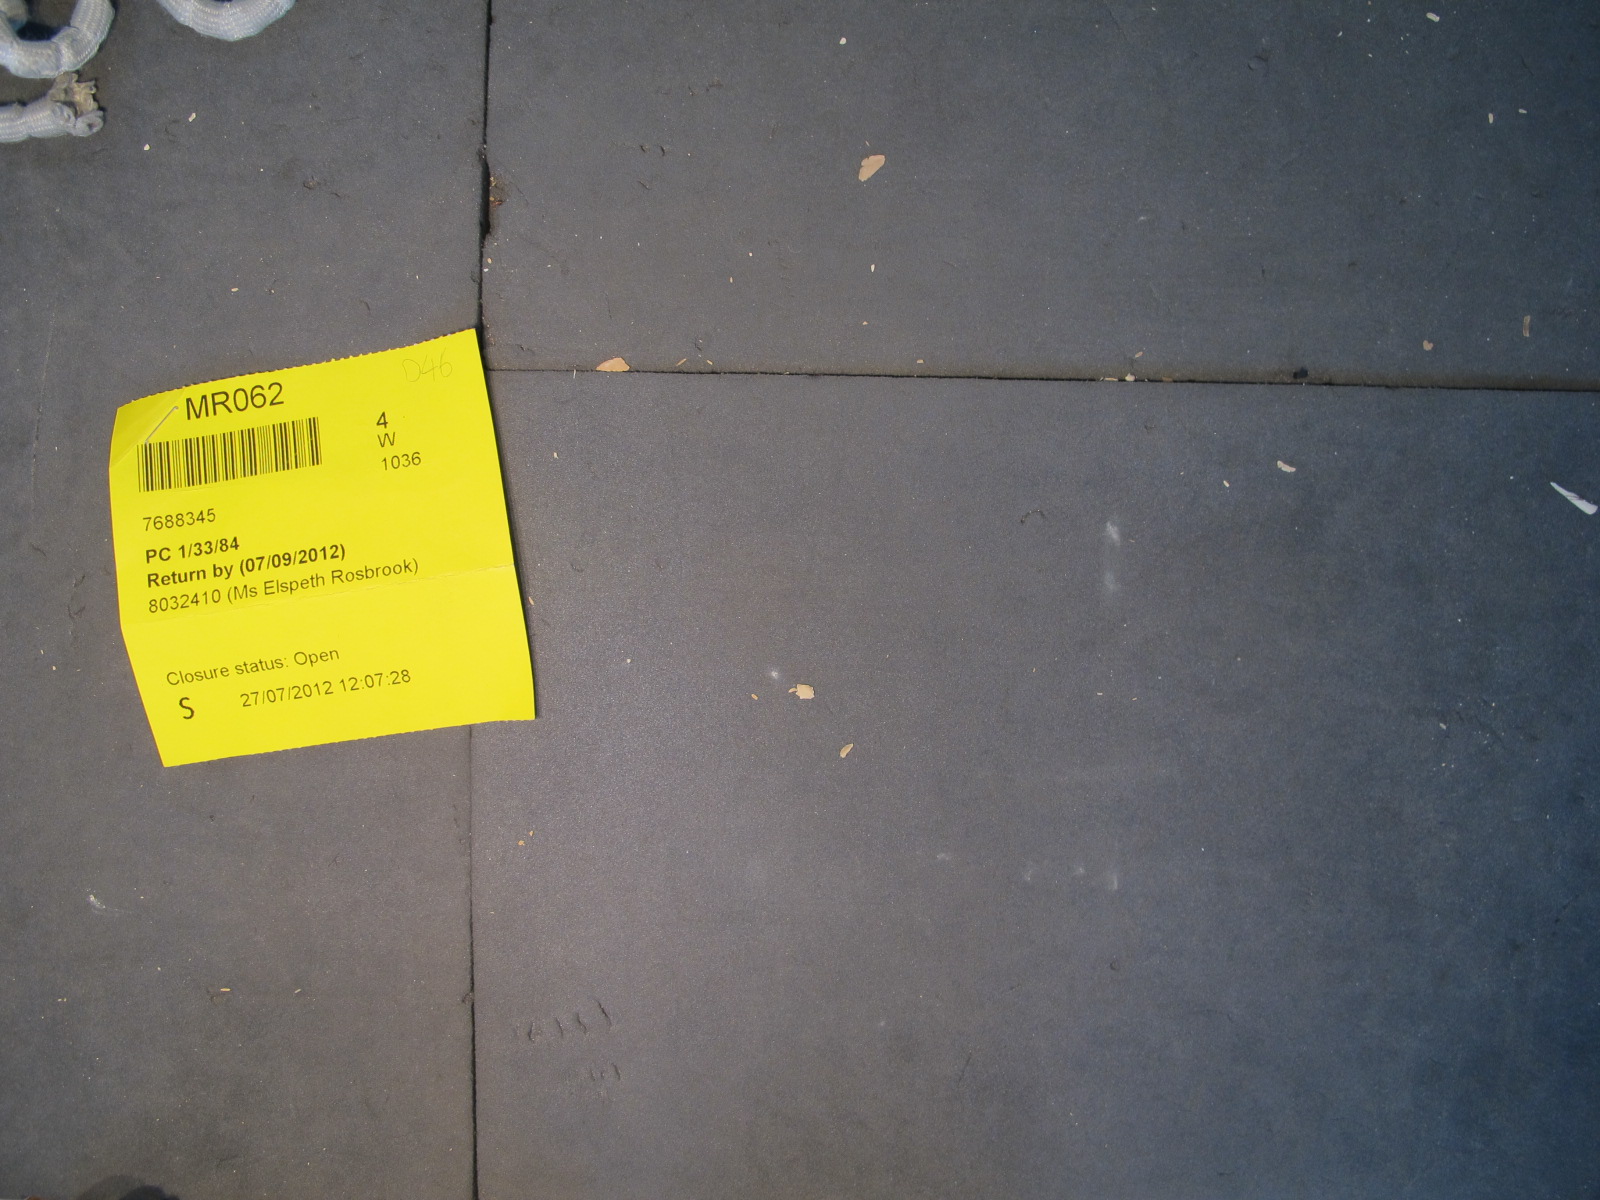 D46
MR062
4
W
1036
7688345
PC 1/33/84
Return by (07/09/2012)
8032410 (Ms Elspeth Rosbrook)
Closure status: Open
S 27/07/2012 12:07:28